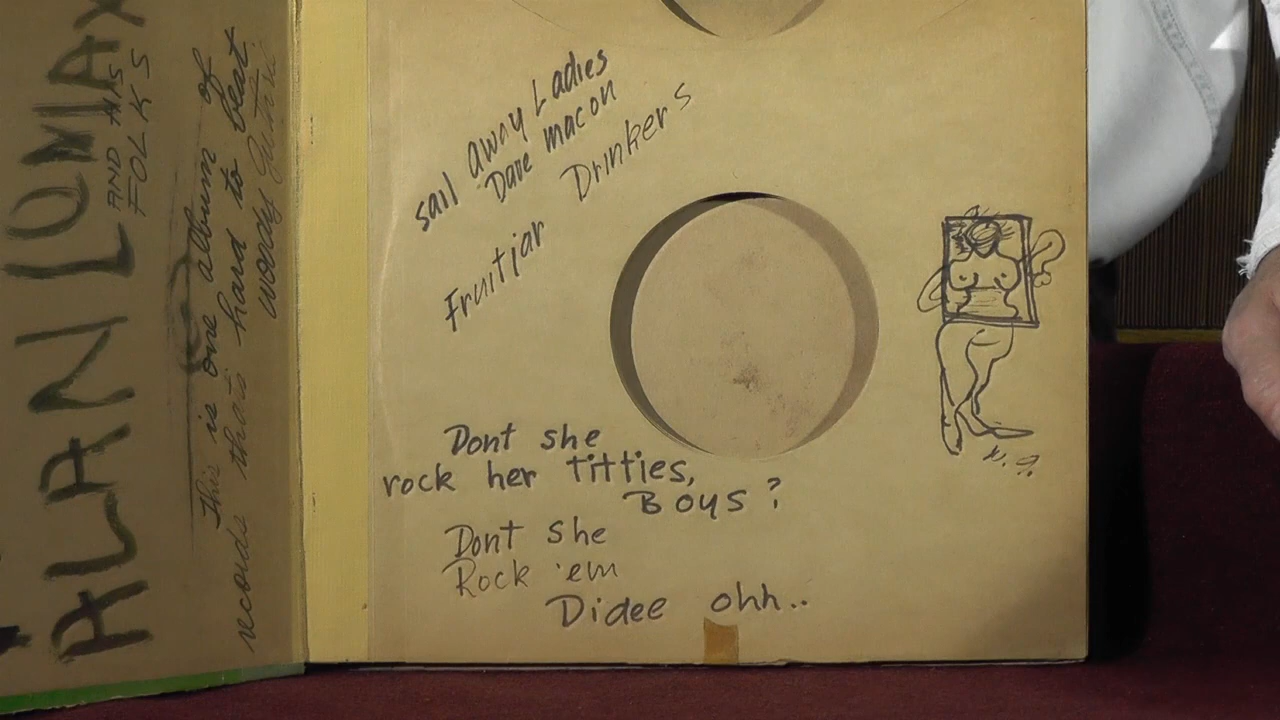 ALAN LOMAX
AND HIS
FOLKS
This is one album of
records that's hard to beat.
woody Guthrie
sail away Ladies
Dave macon
Fruitjar Drinkers
Dont she
rock her titties,
Boys?
Dont she
Rock 'em
Didee ohh..